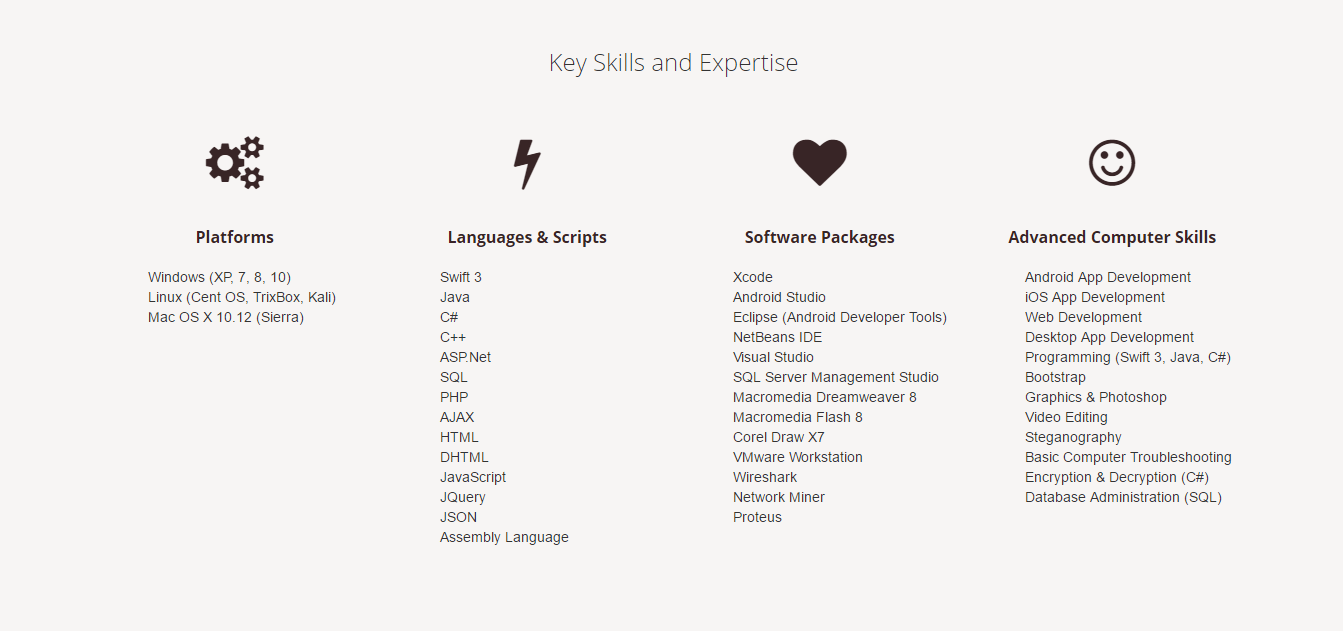 Key Skills and Expertise
Platforms
Windows (XP, 7, 8, 10)
Linux (Cent OS, TrixBox, Kali)
Mac OS X 10.12 (Sierra)
Languages & Scripts
Swift 3
Java
C#
C++
ASP.Net
SQL
PHP
AJAX
HTML
DHTML
JavaScript
JQuery
JSON
Assembly Language
Software Packages
Xcode
Android Studio
Eclipse (Android Developer Tools)
NetBeans IDE
Visual Studio
SQL Server Management Studio
Macromedia Dreamweaver 8
Macromedia Flash 8
Corel Draw X7
VMware Workstation
Wireshark
Network Miner
Proteus
Advanced Computer Skills
Android App Development
iOS App Development
Web Development
Desktop App Development
Programming (Swift 3, Java, C#)
Bootstrap
Graphics & Photoshop
Video Editing
Steganography
Basic Computer Troubleshooting
Encryption & Decryption (C#)
Database Administration (SQL)